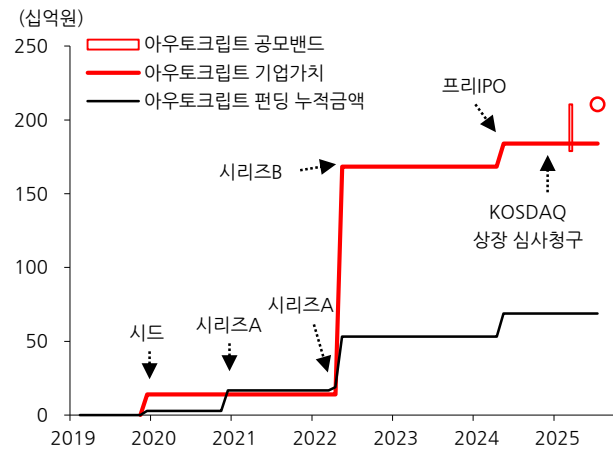 (십억원)
250
200
150
100
50
0
아우토크립트 공모밴드
아우토크립트 기업가치
아우토크립트 펀딩 누적금액
프리IPO
시리즈B
KOSDAQ
상장 심사청구
시리즈A
시리즈A
시드
2019
2020
2021
2022
2023
2024
2025